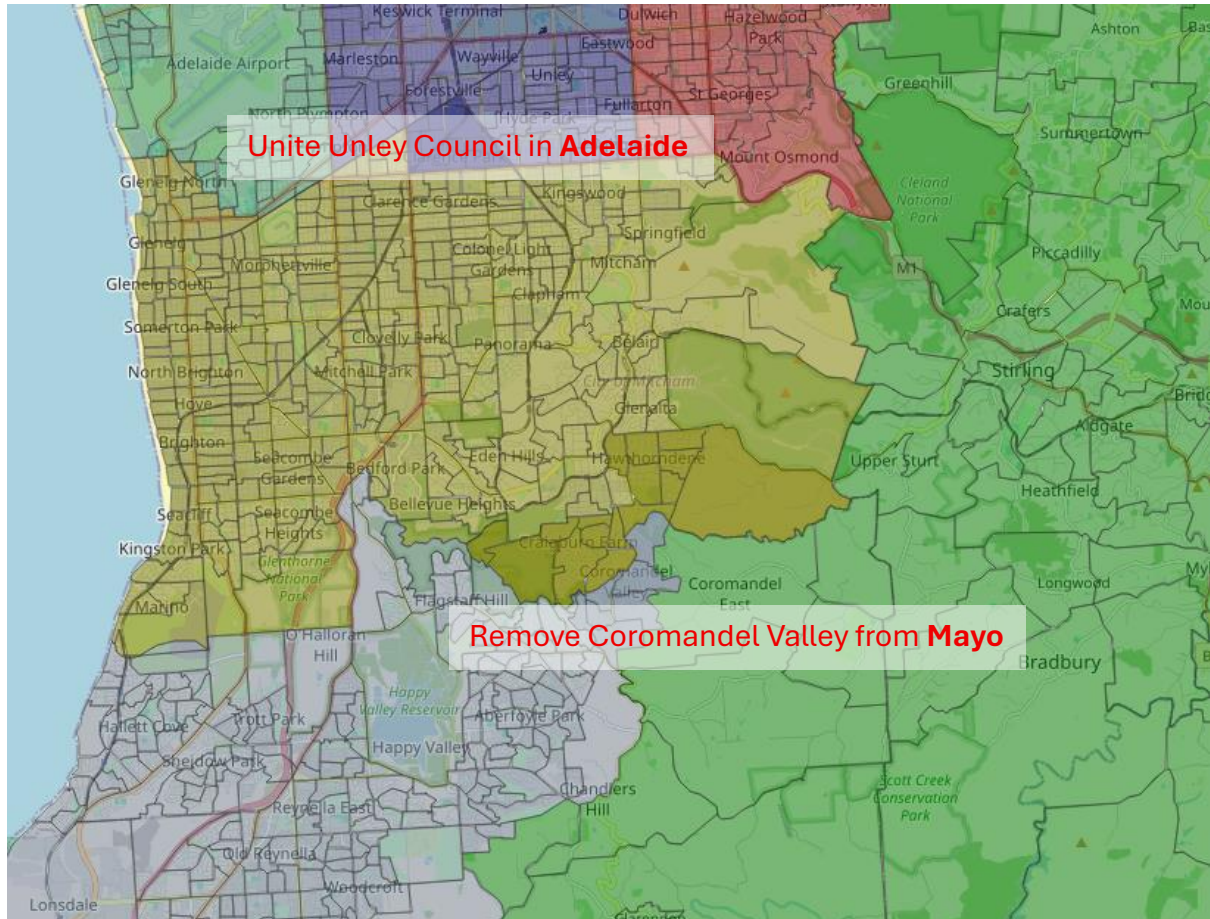 Keswick Terminal
Dulwich
Hazelwood
Park
Ashton
Marleston
Wayville
Eastwood
Adelaide Airport
Unley
Greenhill
Forestville
Fullarton
St Georges
North Plympton
Hyde Park
Summertown
Unite Unley Council in Adelaide
Mount Osmond
Glenelg North
Kingswood
Cleland
National
Park
Clarence Gardens
Springfield
Glenelg
Colonel Light
Gardens
Piccadilly
Morphettville
Mitcham
M1
Glenelg South
Clapham
Crafers
Somerton Park
Clovelly Park
Panorama
Belair
North Brighton
Mitchell Park
Stirling
City of Mitcham
Hove
Glenalta
Aldgate
Brighton
Seacombe
Gardens
Bedford Park
Eden Hills
Hawthorndene
Upper Sturt
Heathfield
Bellevue Heights
Seacliff
Seacombe
Heights
Kingston Park
Craigburn Farm
Glenthorne
National
Park
Coromandel
Valley
Coromandel
East
Longwood
Marino
Flagstaff Hill
O'Halloran
Hill
Remove Coromandel Valley from Mayo
Bradbury
Happy
Valley Reservoir
Hallett Cove
Trott Park
Aberfoyle Park
Happy Valley
Sheidow Park
Chandlers
Hill
Scott Creek
Conservation
Park
Reynella East
Old Reynella
Woodcroft
Lonsdale
Clarendon